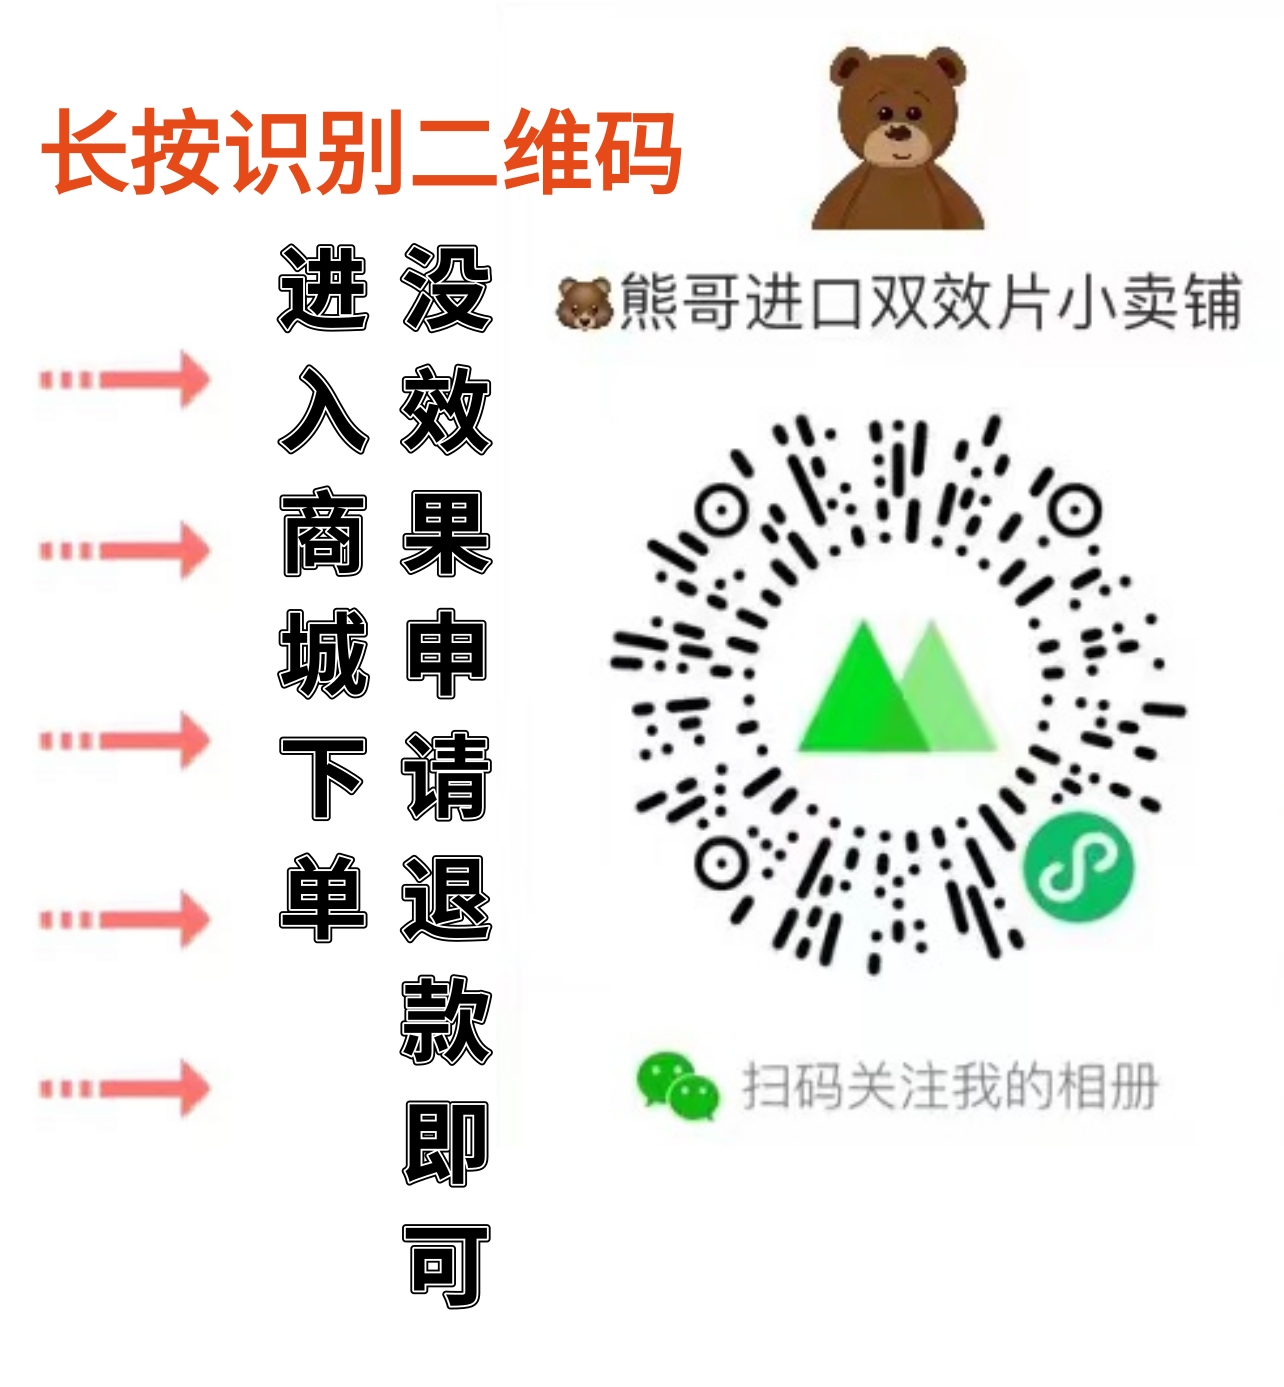 长按识别二维码
进入商城下单
没效果申请退款即可
熊哥进口双效片小卖铺
扫码关注我的相册